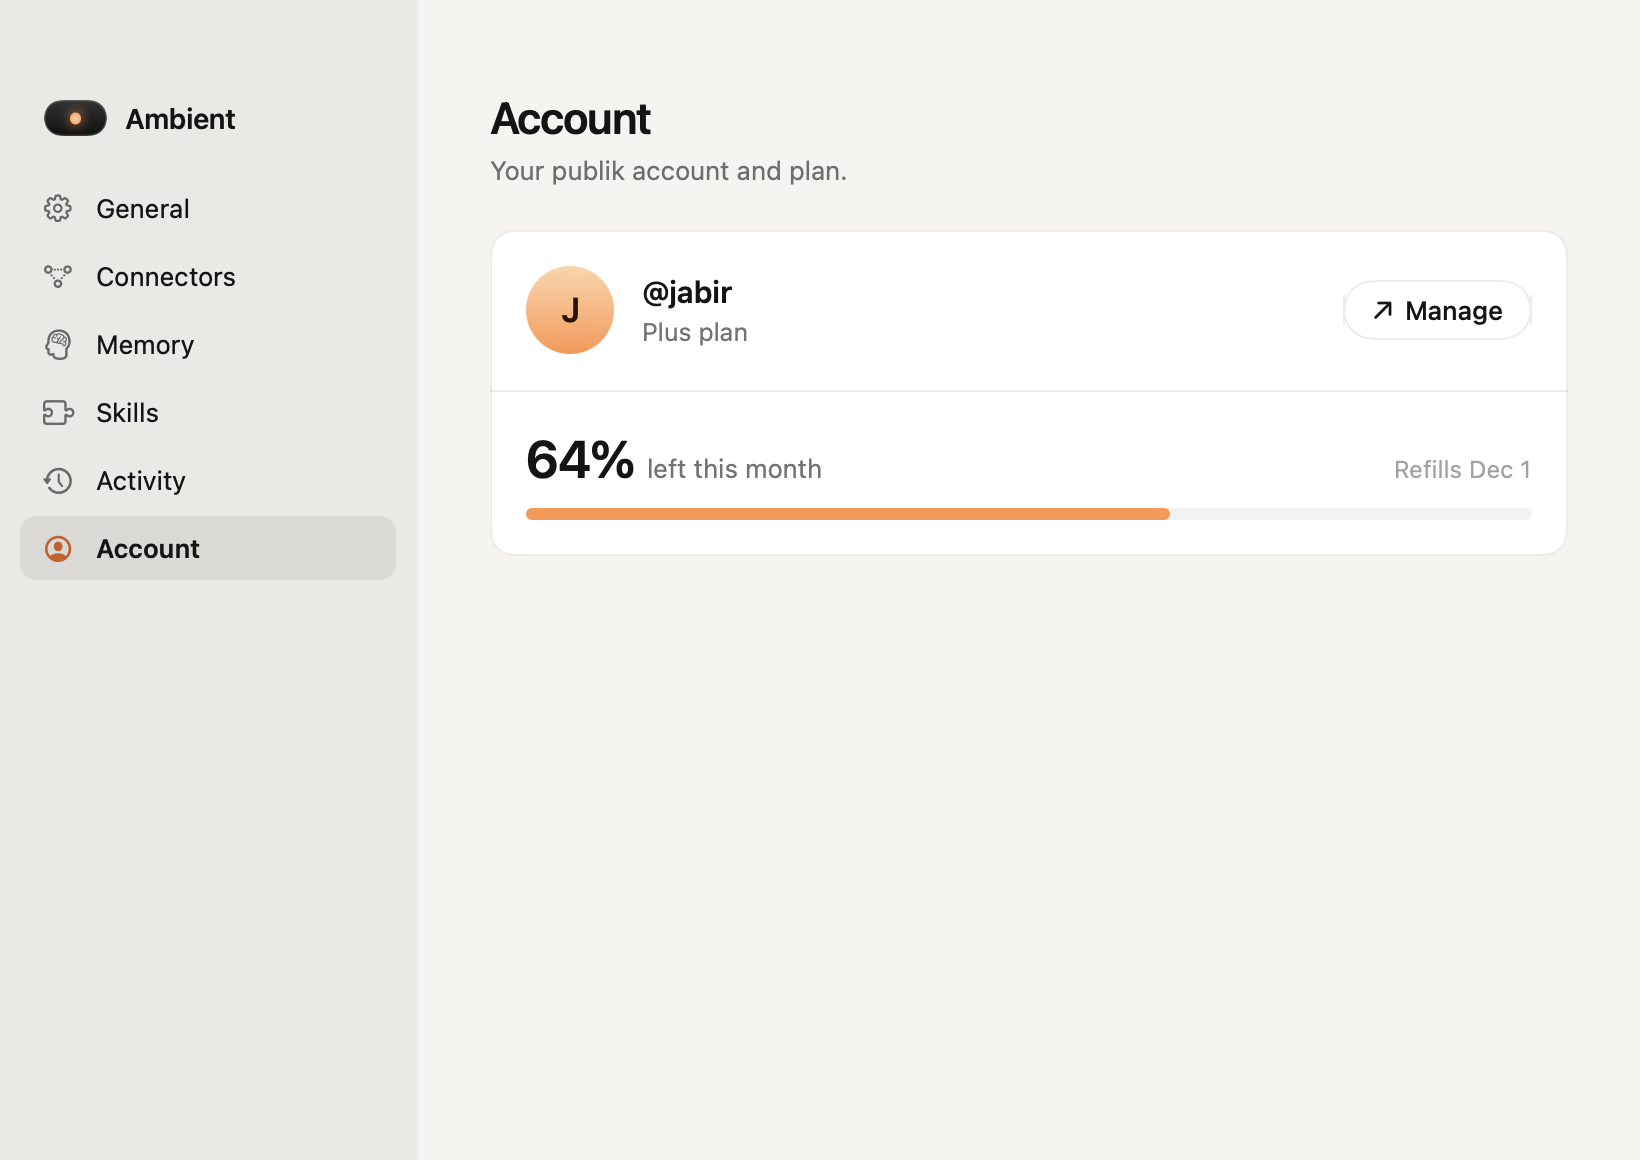 Ambient
General
Connectors
Memory
Skills
Activity
Account
Account
Your publik account and plan.
J
@jabir
Plus plan
Manage
64% left this month
Refills Dec 1